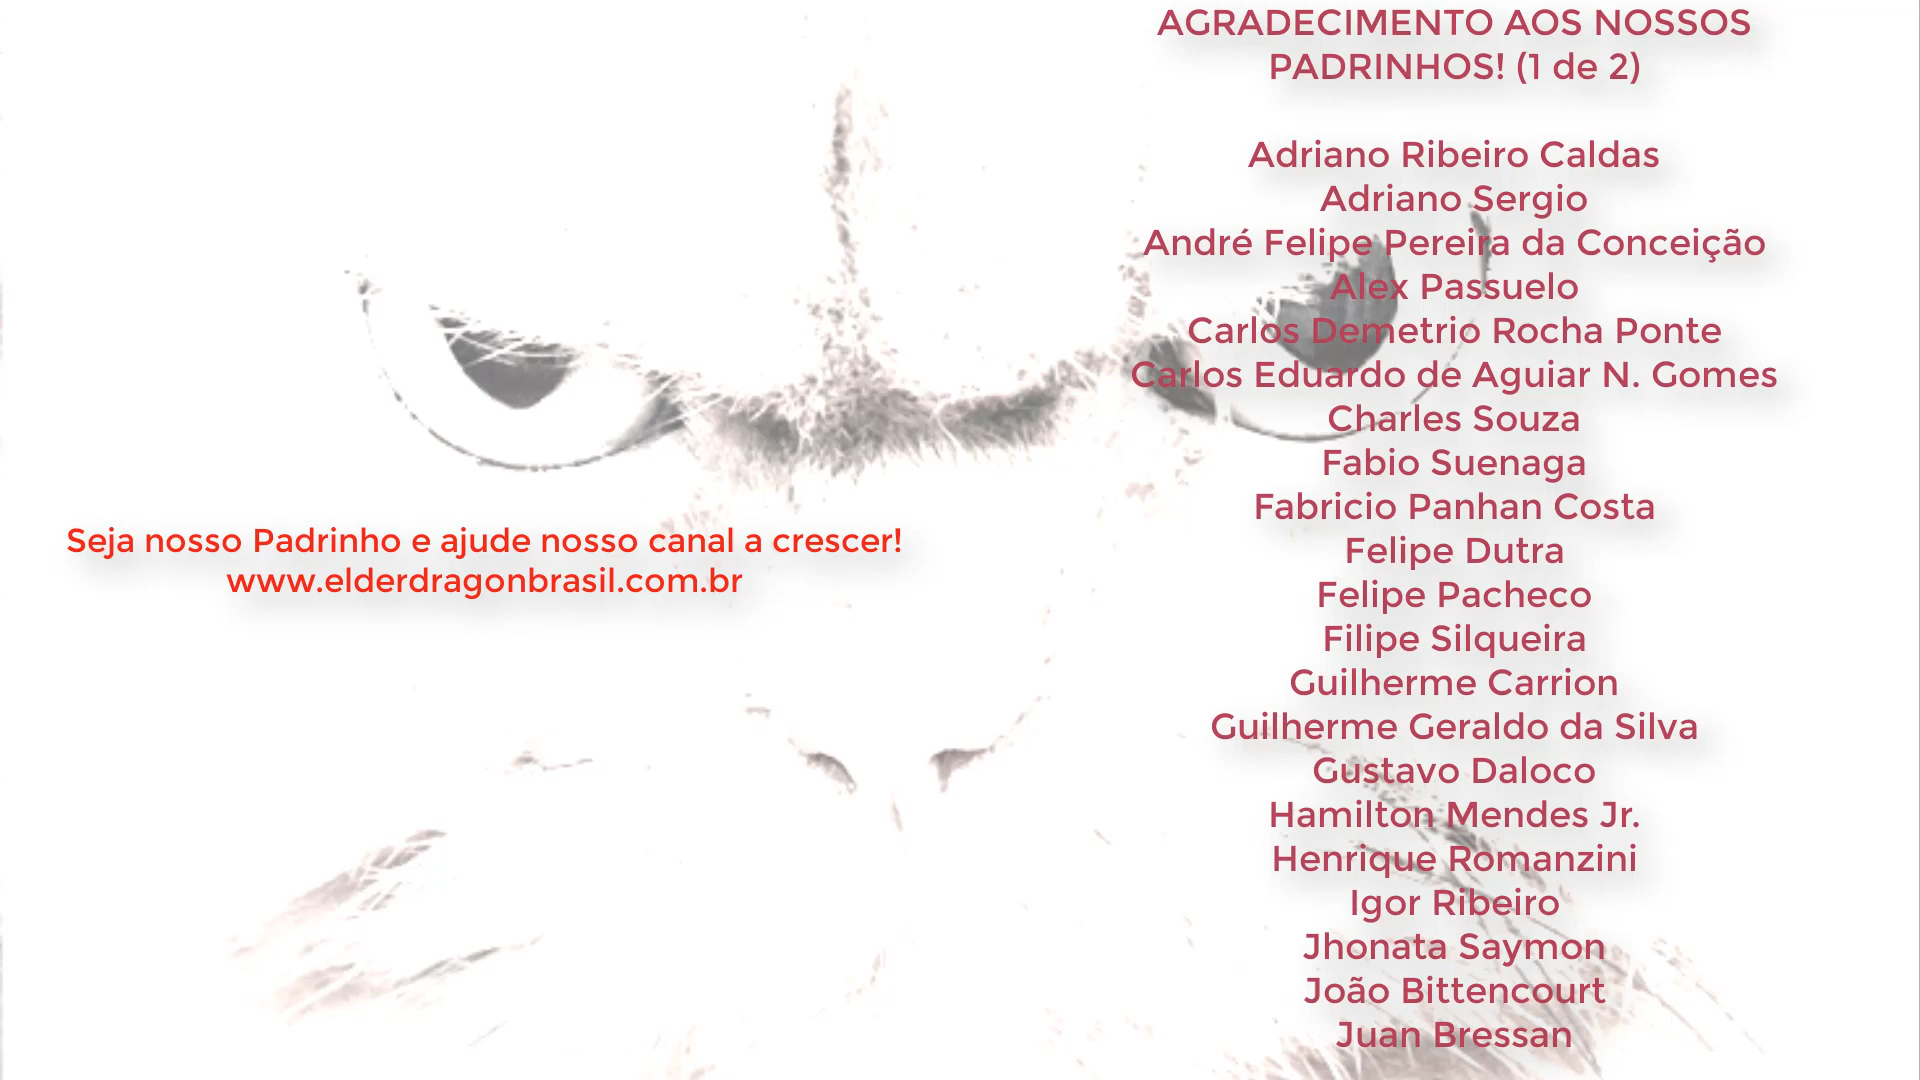 AGRADECIMENTO AOS NOSSOS
PADRINHOS! (1 de 2)
Adriano Ribeiro Caldas
Adriano Sergio
André Felipe Pereira da Conceição
Alex Passuelo
Carlos Demetrio Rocha Ponte
Carlos Eduardo de Aguiar N. Gomes
Charles Souza
Fabio Suenaga
Fabricio Panhan Costa
Felipe Dutra
Felipe Pacheco
Filipe Silqueira
Guilherme Carrion
Guilherme Geraldo da Silva
Gustavo Daloco
Hamilton Mendes Jr.
Henrique Romanzini
Igor Ribeiro
Jhonata Saymon
João Bittencourt
Juan Bressan
Seja nosso Padrinho e ajude nosso canal a crescer!
www.elderdragonbrasil.com.br